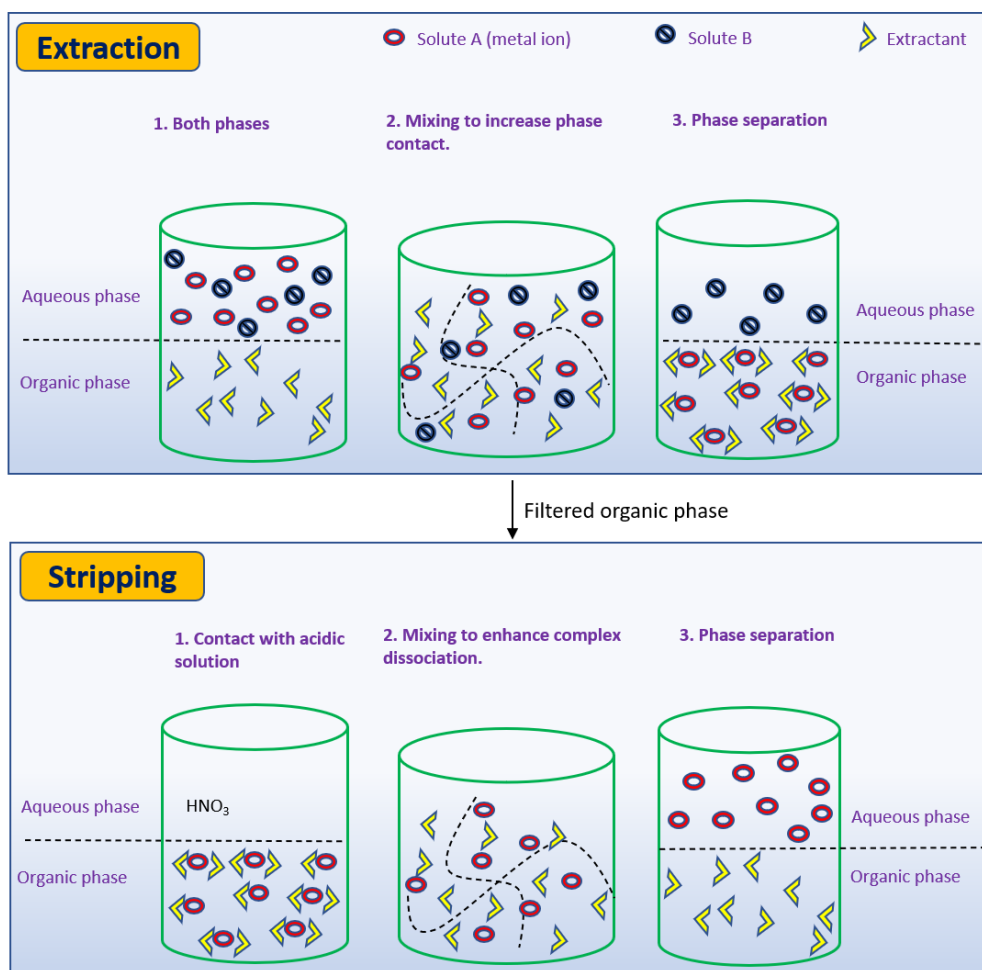 Extraction
Solute A (metal ion)
Solute B
Extractant
1. Both phases
2. Mixing to increase phase
contact.
3. Phase separation
Aqueous phase
Organic phase
Aqueous phase
Organic phase
Filtered organic phase
Stripping
1. Contact with acidic
solution
2. Mixing to enhance complex
dissociation.
3. Phase separation
Aqueous phase
HNO₃
Organic phase
Aqueous phase
Organic phase